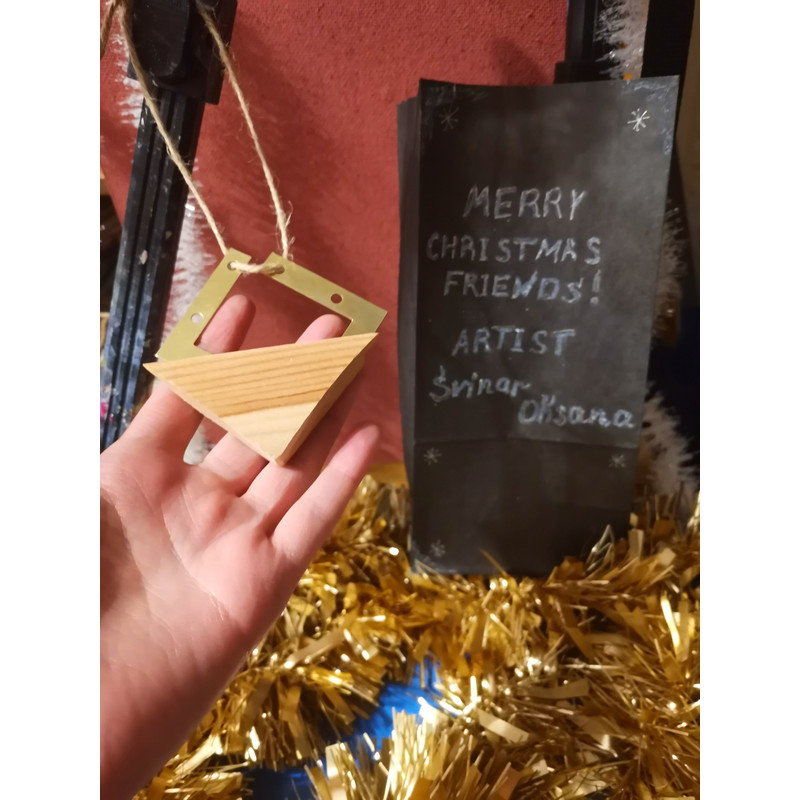 MERRY
CHRISTMAS
FRIENDS!
ARTIST
Švinar
Oksana